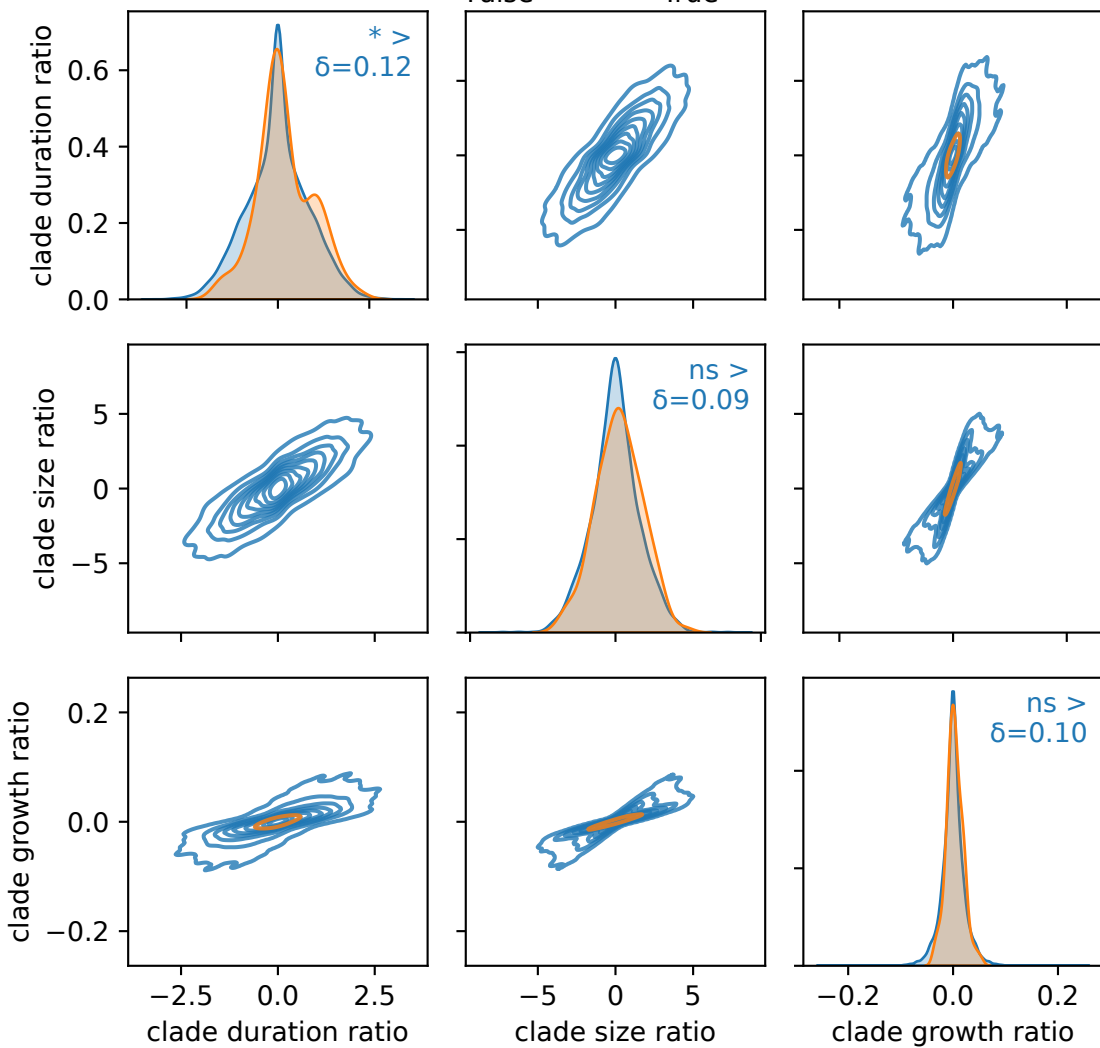 clade duration ratio
0.6
0.4
0.2
0.0
* >
δ=0.12
clade size ratio
5
0
−5
ns >
δ=0.09
clade growth ratio
0.2
0.0
−0.2
ns >
δ=0.10
−2.5 0.0 2.5
−5 0 5
−0.2 0.0 0.2
clade duration ratio
clade size ratio
clade growth ratio